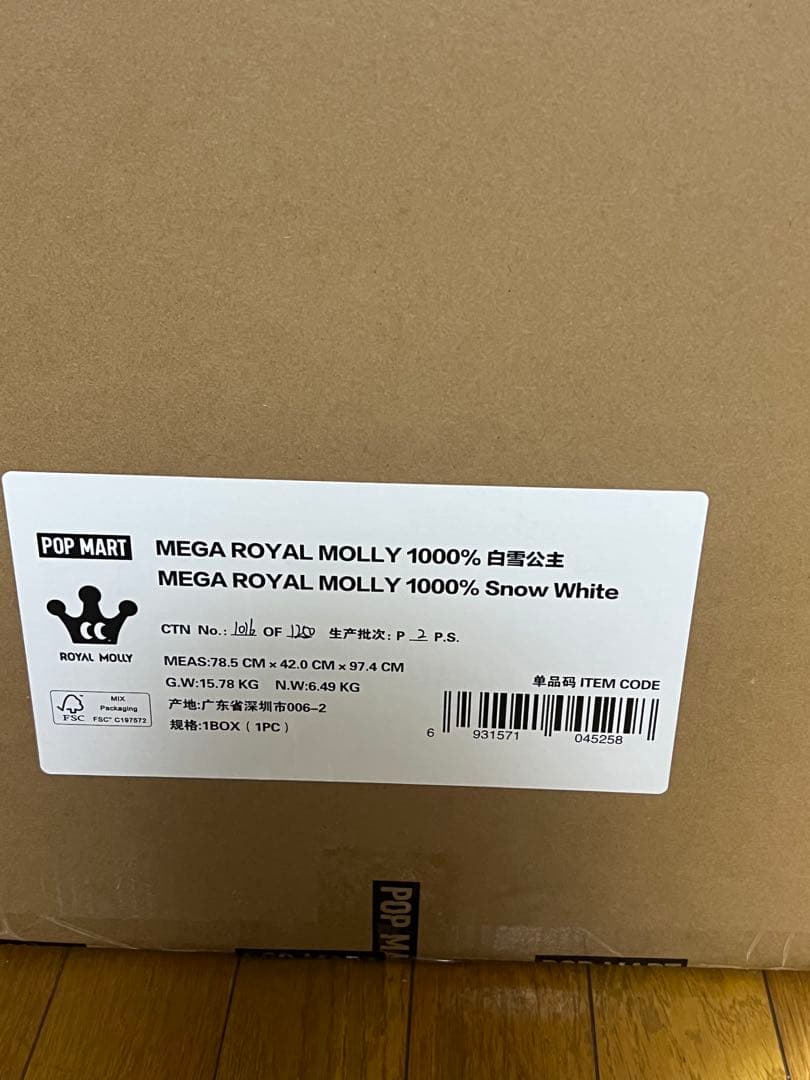 POP MART
MEGA ROYAL MOLLY 1000% 白雪公主
MEGA ROYAL MOLLY 1000% Snow White
ROYAL MOLLY
CTN No.: 1016 OF 1250 生产批次: P 2 P.S.
MEAS:78.5 CM × 42.0 CM × 97.4 CM
G.W:15.78 KG N.W:6.49 KG
产地:广东省深圳市006-2
规格:1BOX（1PC）
FSC
MIX
Packaging
FSC® C197572
单品码 ITEM CODE
6 931571 045258
POP MA
POP MART